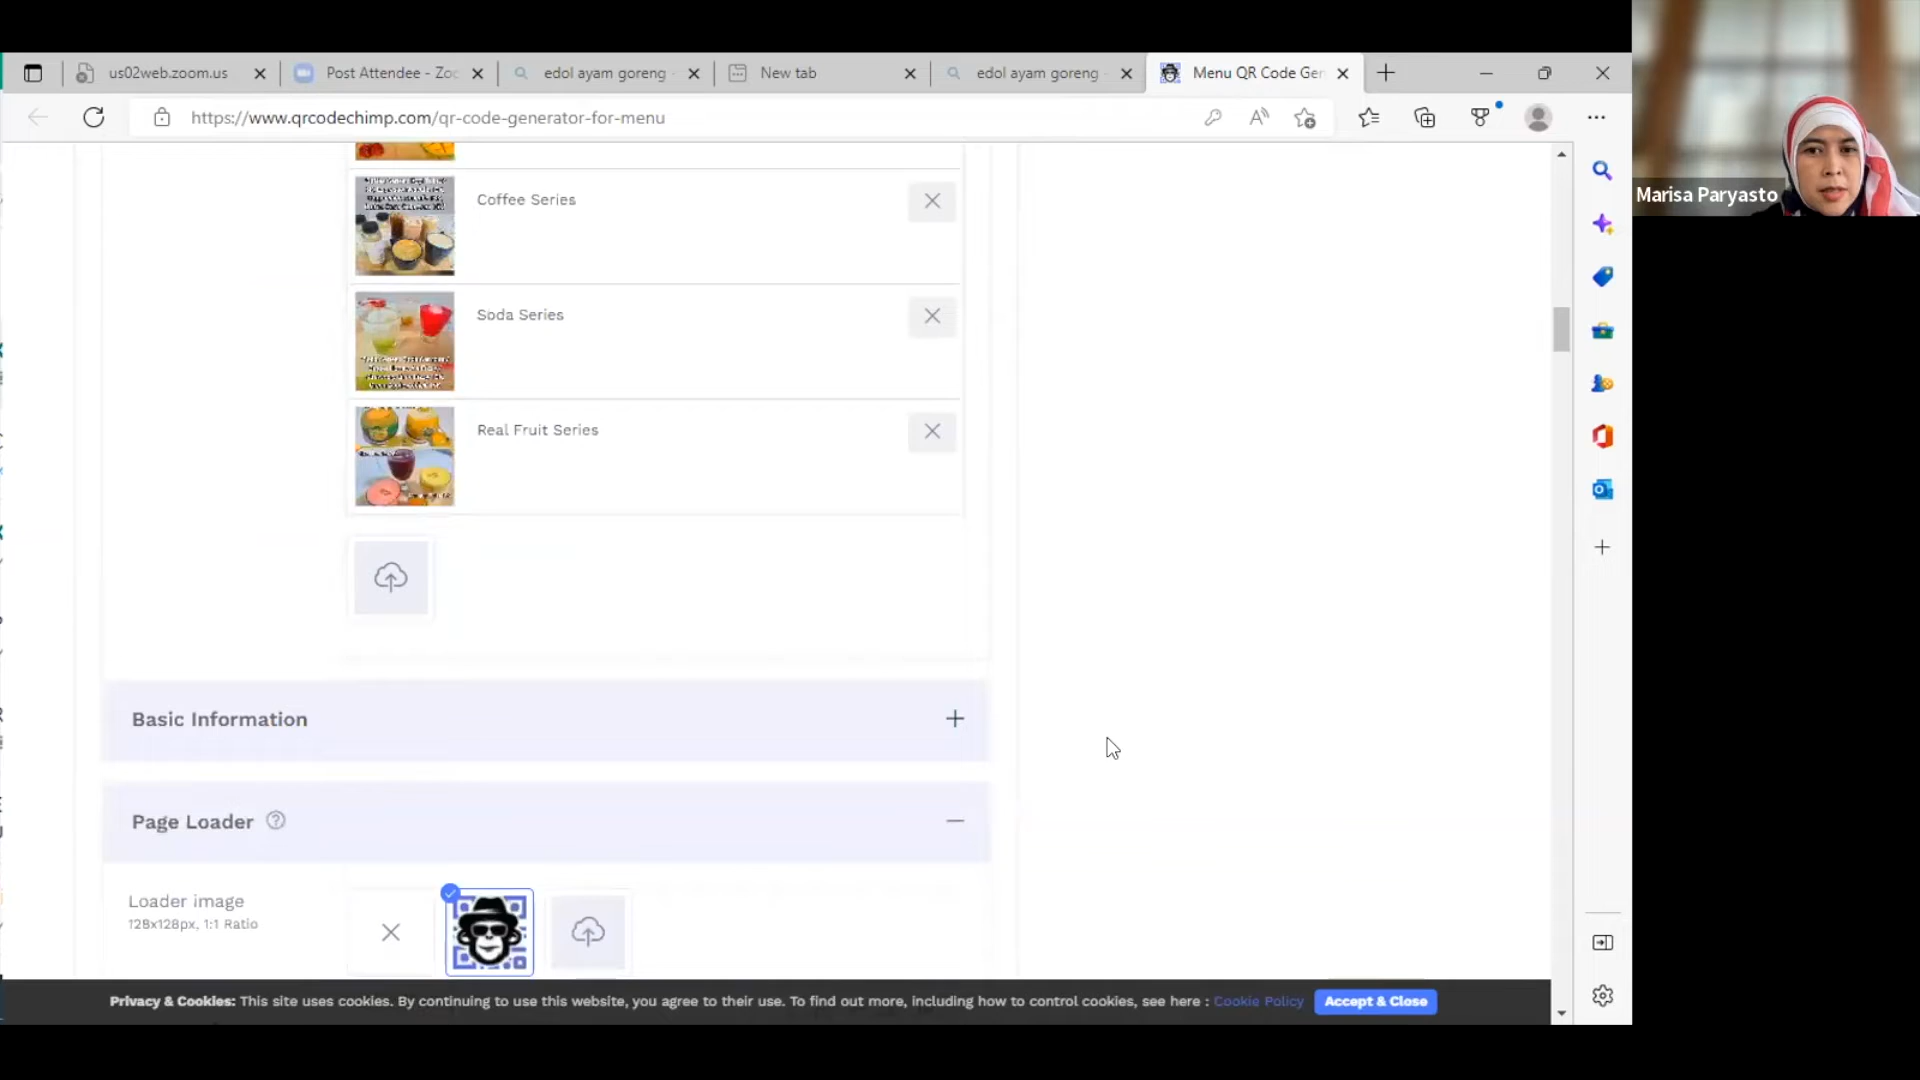 us02web.zoom.us
Post Attendee - Zoo
edol ayam goreng -
New tab
edol ayam goreng -
Menu QR Code Gen
https://www.qrcodechimp.com/qr-code-generator-for-menu
Marisa Paryasto
Coffee Series
Soda Series
Real Fruit Series
Basic Information
Page Loader
Loader image
128x128px, 1:1 Ratio
Privacy & Cookies: This site uses cookies. By continuing to use this website, you agree to their use. To find out more, including how to control cookies, see here : Cookie Policy
Accept & Close